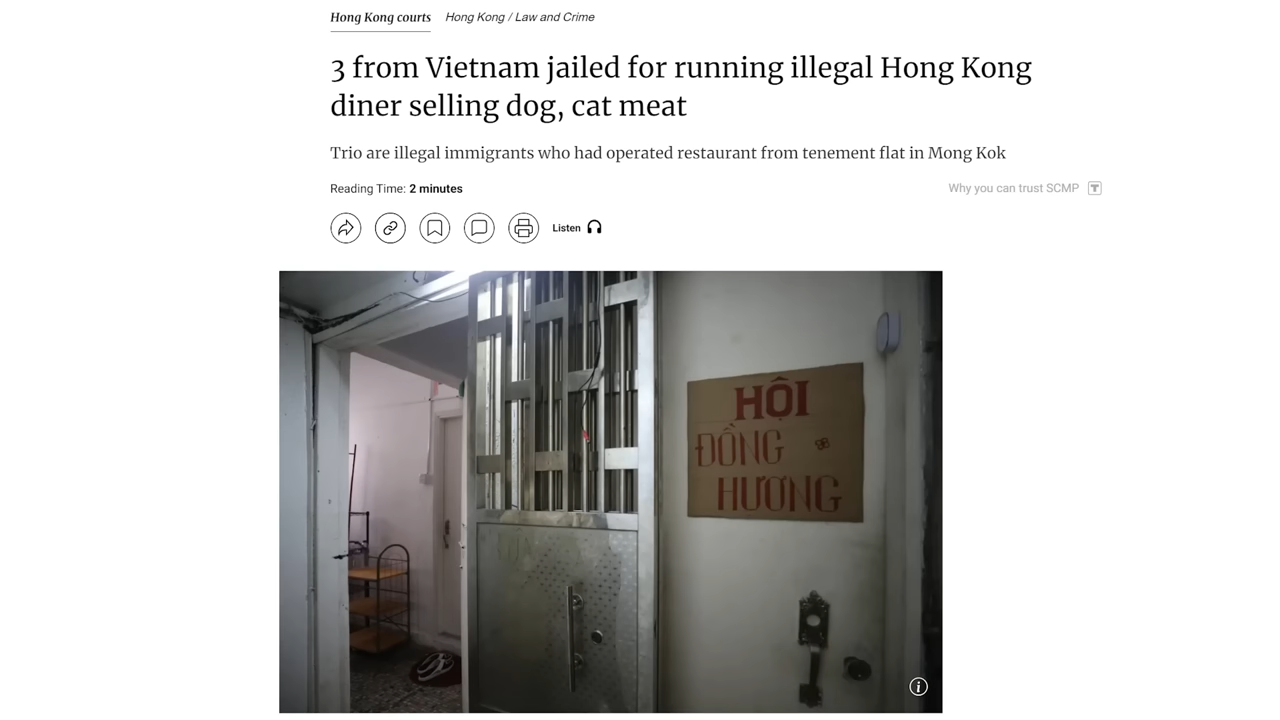 Hong Kong courts Hong Kong / Law and Crime
3 from Vietnam jailed for running illegal Hong Kong
diner selling dog, cat meat
Trio are illegal immigrants who had operated restaurant from tenement flat in Mong Kok
Reading Time: 2 minutes Why you can trust SCMP T
Listen
HỘI
ĐỒNG
HƯƠNG
i